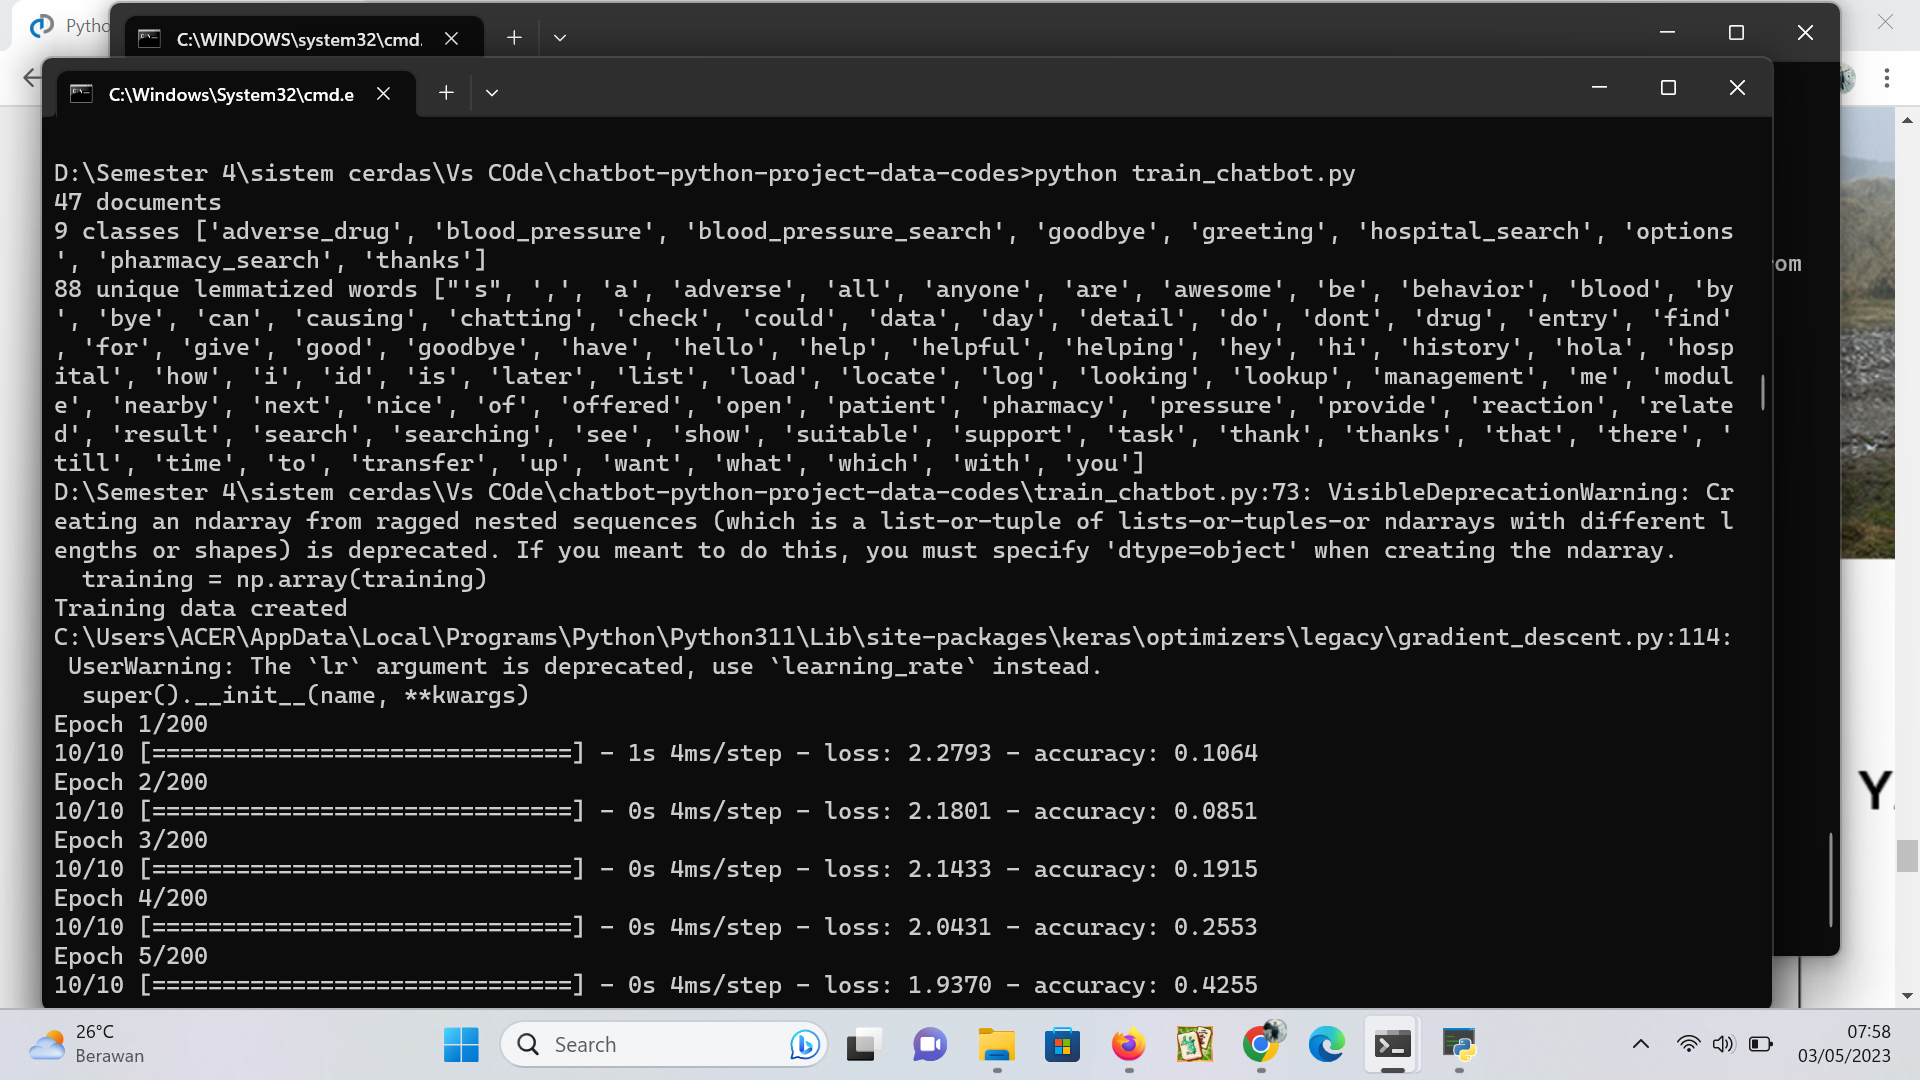 Pytho
C:\WINDOWS\system32\cmd.
C:\Windows\System32\cmd.e
D:\Semester 4\sistem cerdas\Vs COde\chatbot-python-project-data-codes>python train_chatbot.py
47 documents
9 classes ['adverse_drug', 'blood_pressure', 'blood_pressure_search', 'goodbye', 'greeting', 'hospital_search', 'options
', 'pharmacy_search', 'thanks']
om
88 unique lemmatized words ["'s", ',', 'a', 'adverse', 'all', 'anyone', 'are', 'awesome', 'be', 'behavior', 'blood', 'by
', 'bye', 'can', 'causing', 'chatting', 'check', 'could', 'data', 'day', 'detail', 'do', 'dont', 'drug', 'entry', 'find'
, 'for', 'give', 'good', 'goodbye', 'have', 'hello', 'help', 'helpful', 'helping', 'hey', 'hi', 'history', 'hola', 'hosp
ital', 'how', 'i', 'id', 'is', 'later', 'list', 'load', 'locate', 'log', 'looking', 'lookup', 'management', 'me', 'modul
e', 'nearby', 'next', 'nice', 'of', 'offered', 'open', 'patient', 'pharmacy', 'pressure', 'provide', 'reaction', 'relate
d', 'result', 'search', 'searching', 'see', 'show', 'suitable', 'support', 'task', 'thank', 'thanks', 'that', 'there', '
till', 'time', 'to', 'transfer', 'up', 'want', 'what', 'which', 'with', 'you']
D:\Semester 4\sistem cerdas\Vs COde\chatbot-python-project-data-codes\train_chatbot.py:73: VisibleDeprecationWarning: Cr
eating an ndarray from ragged nested sequences (which is a list-or-tuple of lists-or-tuples-or ndarrays with different l
engths or shapes) is deprecated. If you meant to do this, you must specify 'dtype=object' when creating the ndarray.
  training = np.array(training)
Training data created
C:\Users\ACER\AppData\Local\Programs\Python\Python311\Lib\site-packages\keras\optimizers\legacy\gradient_descent.py:114:
 UserWarning: The `lr` argument is deprecated, use `learning_rate` instead.
  super().__init__(name, **kwargs)
Epoch 1/200
10/10 [==============================] - 1s 4ms/step - loss: 2.2793 - accuracy: 0.1064
Epoch 2/200
10/10 [==============================] - 0s 4ms/step - loss: 2.1801 - accuracy: 0.0851
Epoch 3/200
10/10 [==============================] - 0s 4ms/step - loss: 2.1433 - accuracy: 0.1915
Epoch 4/200
10/10 [==============================] - 0s 4ms/step - loss: 2.0431 - accuracy: 0.2553
Epoch 5/200
10/10 [==============================] - 0s 4ms/step - loss: 1.9370 - accuracy: 0.4255
Y
26°C
Berawan
Search
07:58
03/05/2023